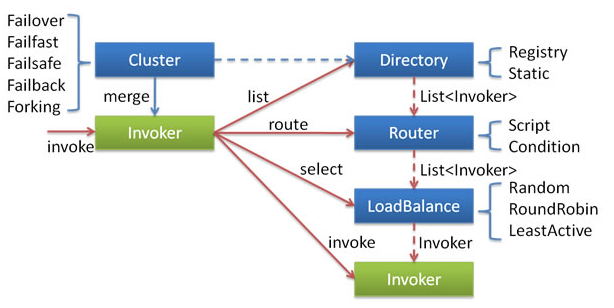 Failover
Failfast
Failsafe
Failback
Forking
Cluster
Directory
Registry
Static
merge
list
List<Invoker>
invoke
Invoker
route
Router
Script
Condition
select
List<Invoker>
LoadBalance
Random
RoundRobin
LeastActive
invoke
Invoker
Invoker